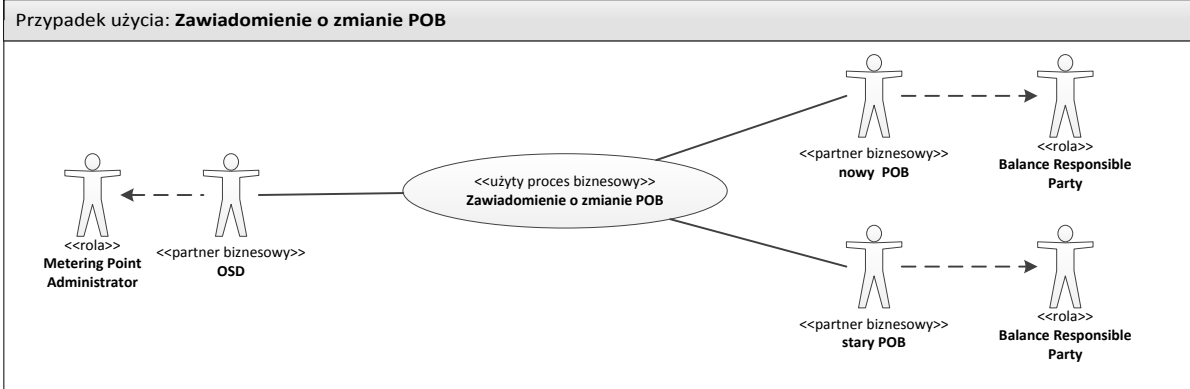 Przypadek użycia: Zawiadomienie o zmianie POB
<<rola>>
Metering Point
Administrator
<<partner biznesowy>>
OSD
<<użyty proces biznesowy>>
Zawiadomienie o zmianie POB
<<partner biznesowy>>
nowy POB
<<rola>>
Balance Responsible
Party
<<partner biznesowy>>
stary POB
<<rola>>
Balance Responsible
Party